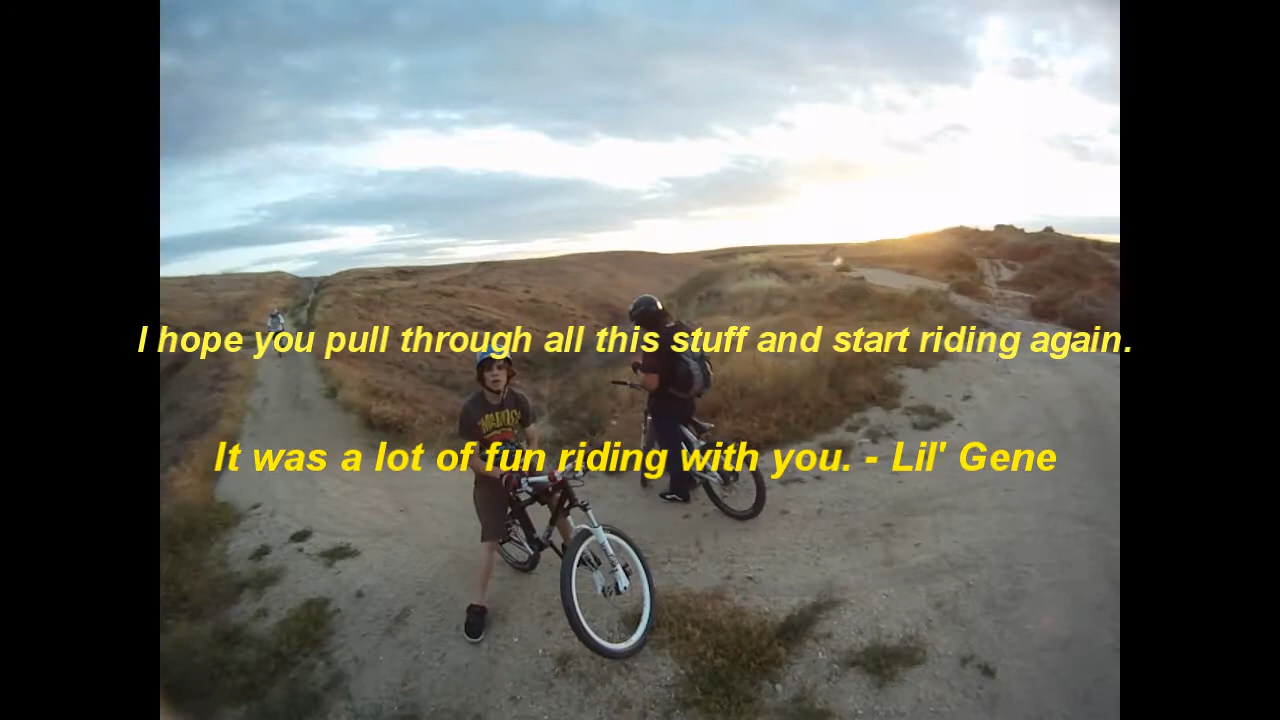 I hope you pull through all this stuff and start riding again.
It was a lot of fun riding with you. - Lil' Gene